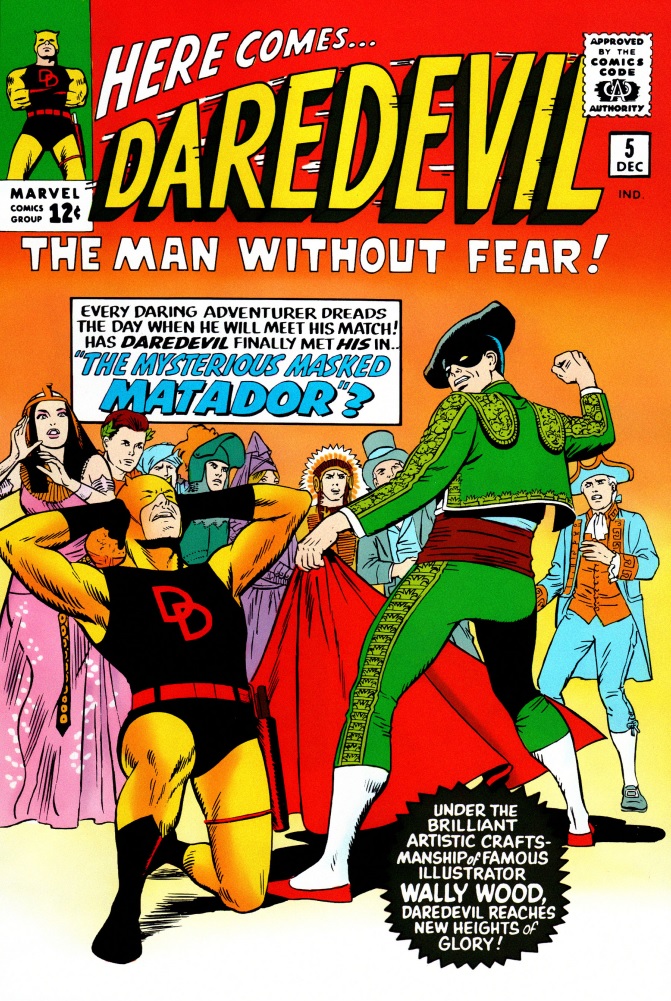 HERE COMES...
DAREDEVIL
APPROVED
BY THE
COMICS
CODE
CA
AUTHORITY
5
DEC
IND.
DD
MARVEL
COMICS
GROUP 12¢
THE MAN WITHOUT FEAR!
EVERY DARING ADVENTURER DREADS
THE DAY WHEN HE WILL MEET HIS MATCH!
HAS DAREDEVIL FINALLY MET HIS IN..
"THE MYSTERIOUS MASKED
MATADOR"?
DD
UNDER THE
BRILLIANT
ARTISTIC CRAFTS-
MANSHIP of FAMOUS
ILLUSTRATOR
WALLY WOOD,
DAREDEVIL REACHES
NEW HEIGHTS of
GLORY!